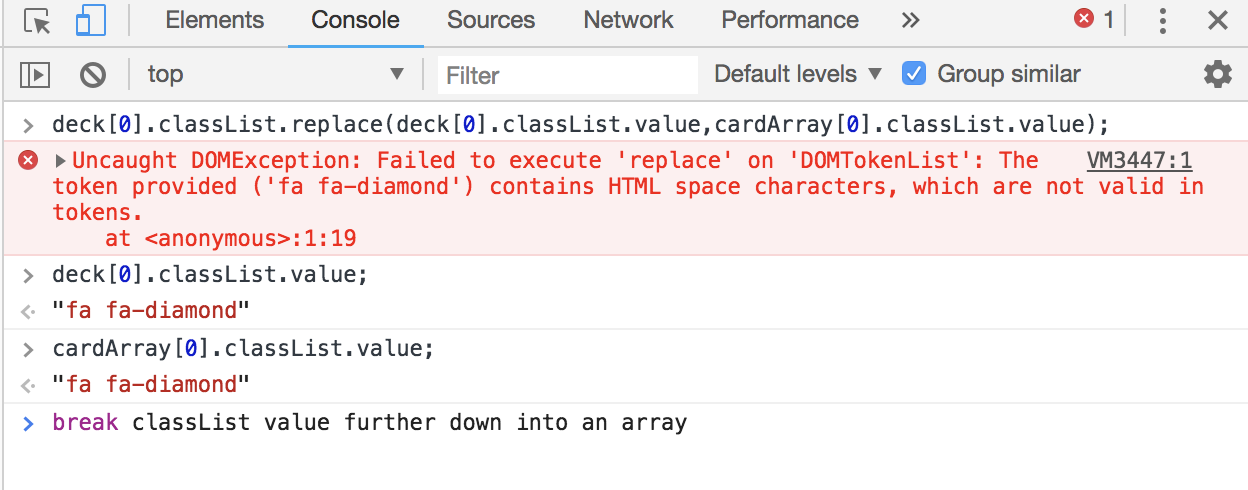 Elements Console Sources Network Performance » 1
top Filter Default levels Group similar
deck[0].classList.replace(deck[0].classList.value,cardArray[0].classList.value);
Uncaught DOMException: Failed to execute 'replace' on 'DOMTokenList': The VM3447:1
token provided ('fa fa-diamond') contains HTML space characters, which are not valid in
tokens.
at <anonymous>:1:19
deck[0].classList.value;
"fa fa-diamond"
cardArray[0].classList.value;
"fa fa-diamond"
break classList value further down into an array